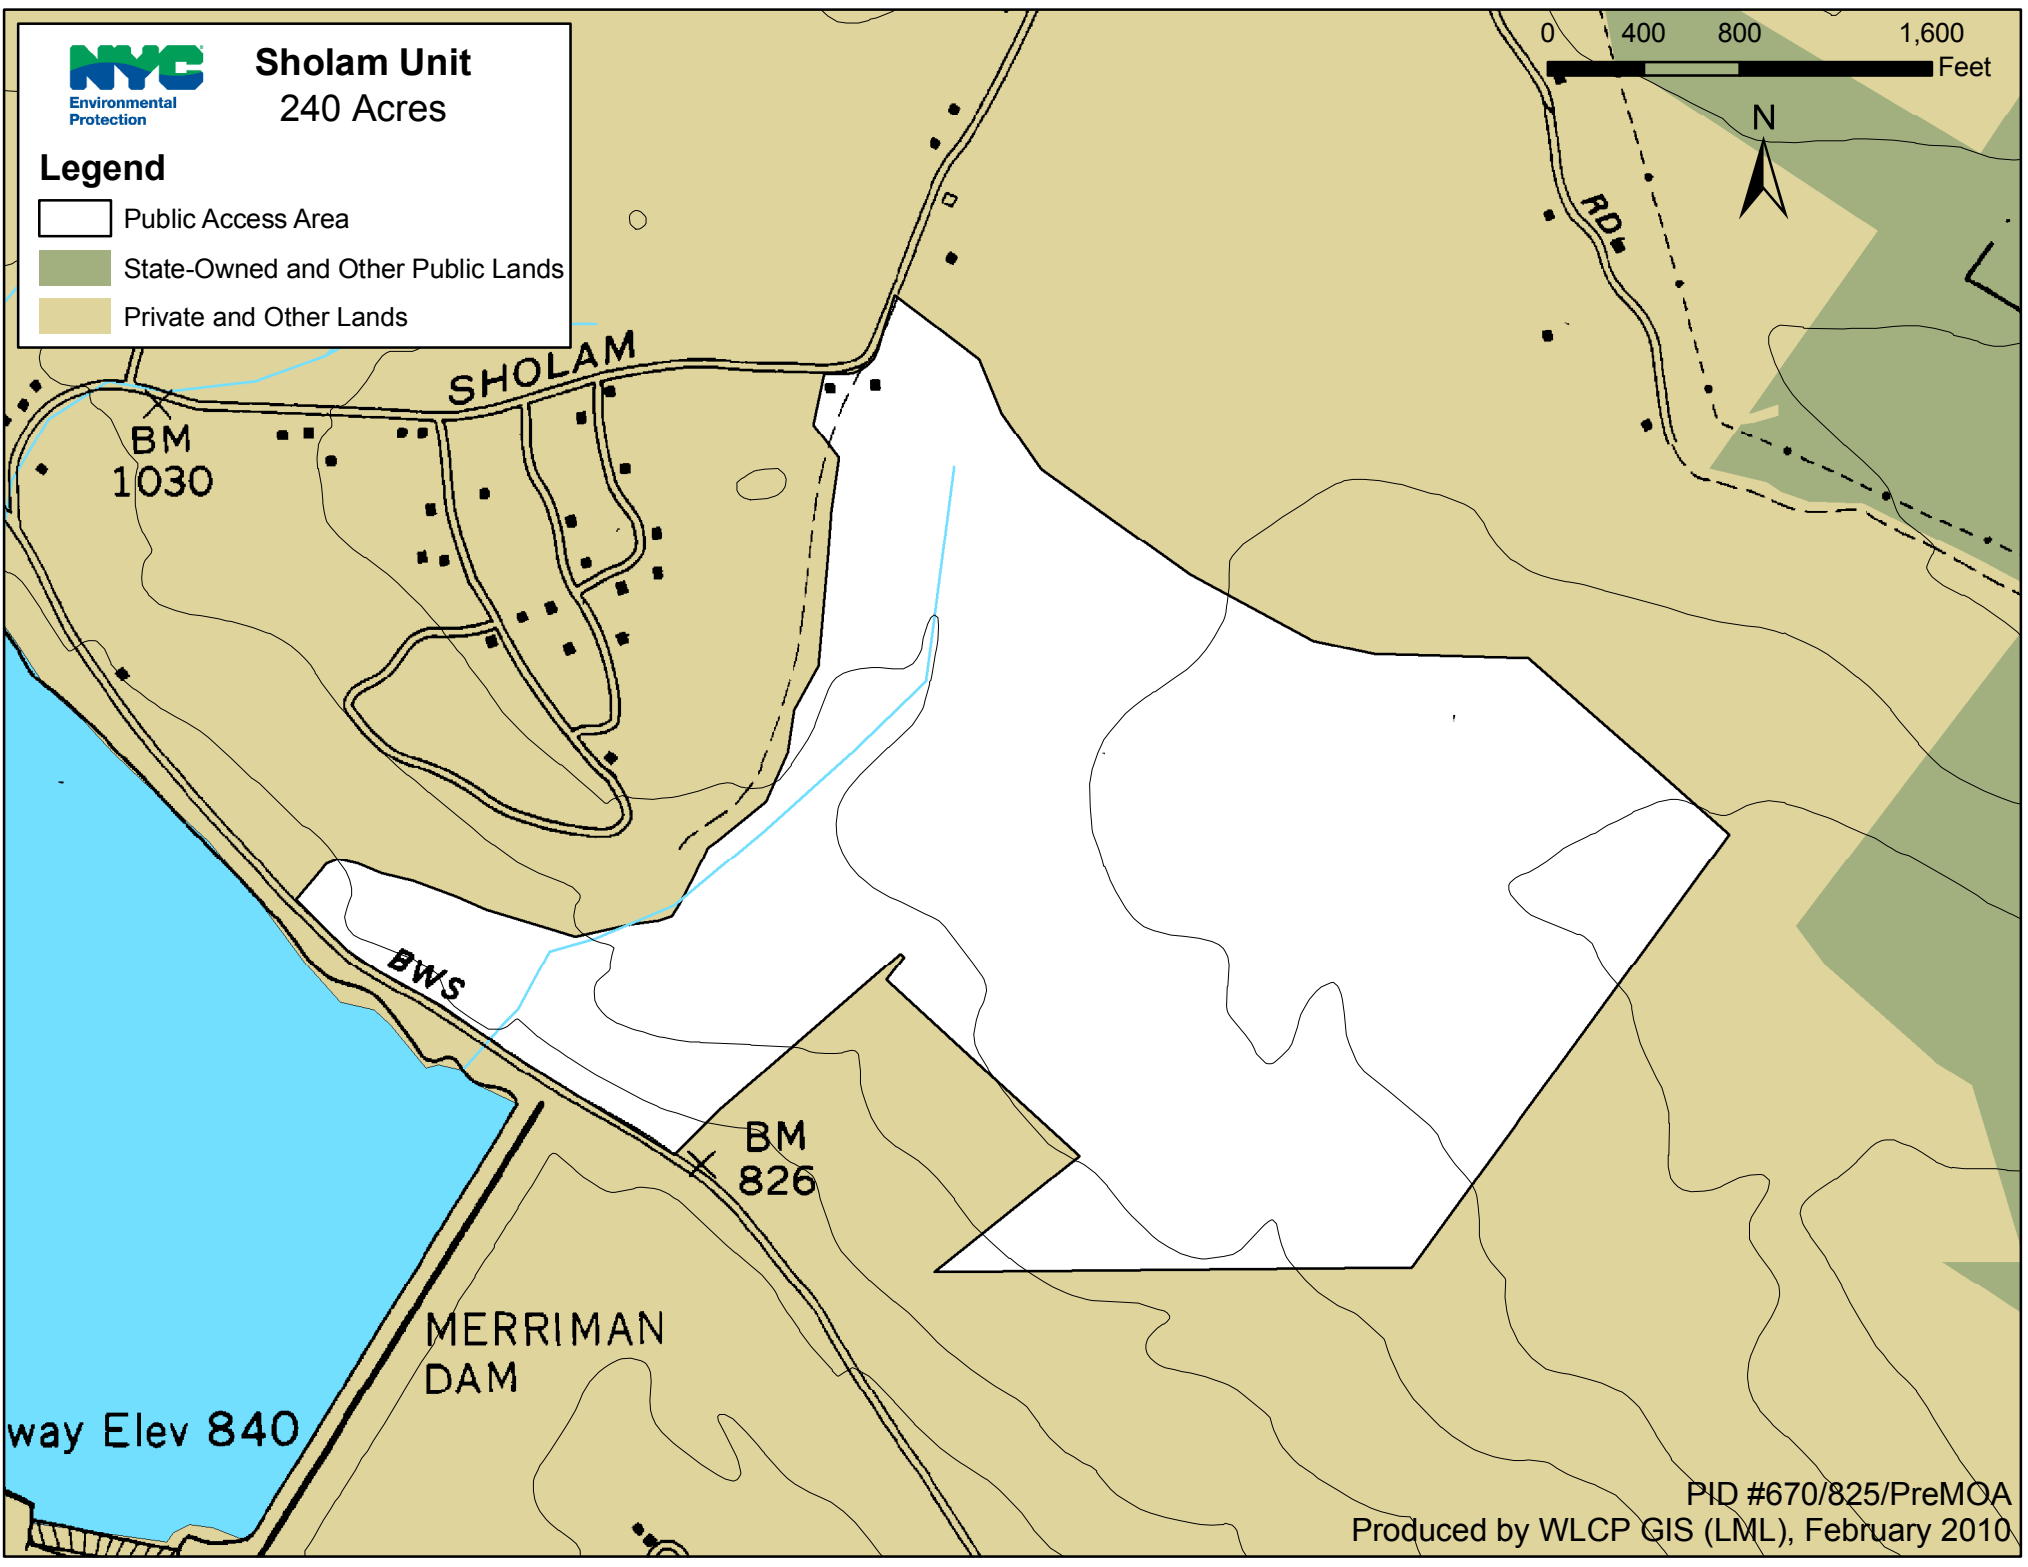 NYC
Environmental
Protection
Sholam Unit
240 Acres
Legend
Public Access Area
State-Owned and Other Public Lands
Private and Other Lands
0 400 800 1,600
Feet
N
RD
SHOLAM
BM
1030
BWS
BM
826
MERRIMAN
DAM
way Elev 840
PID #670/825/PreMOA
Produced by WLCP GIS (LML), February 2010